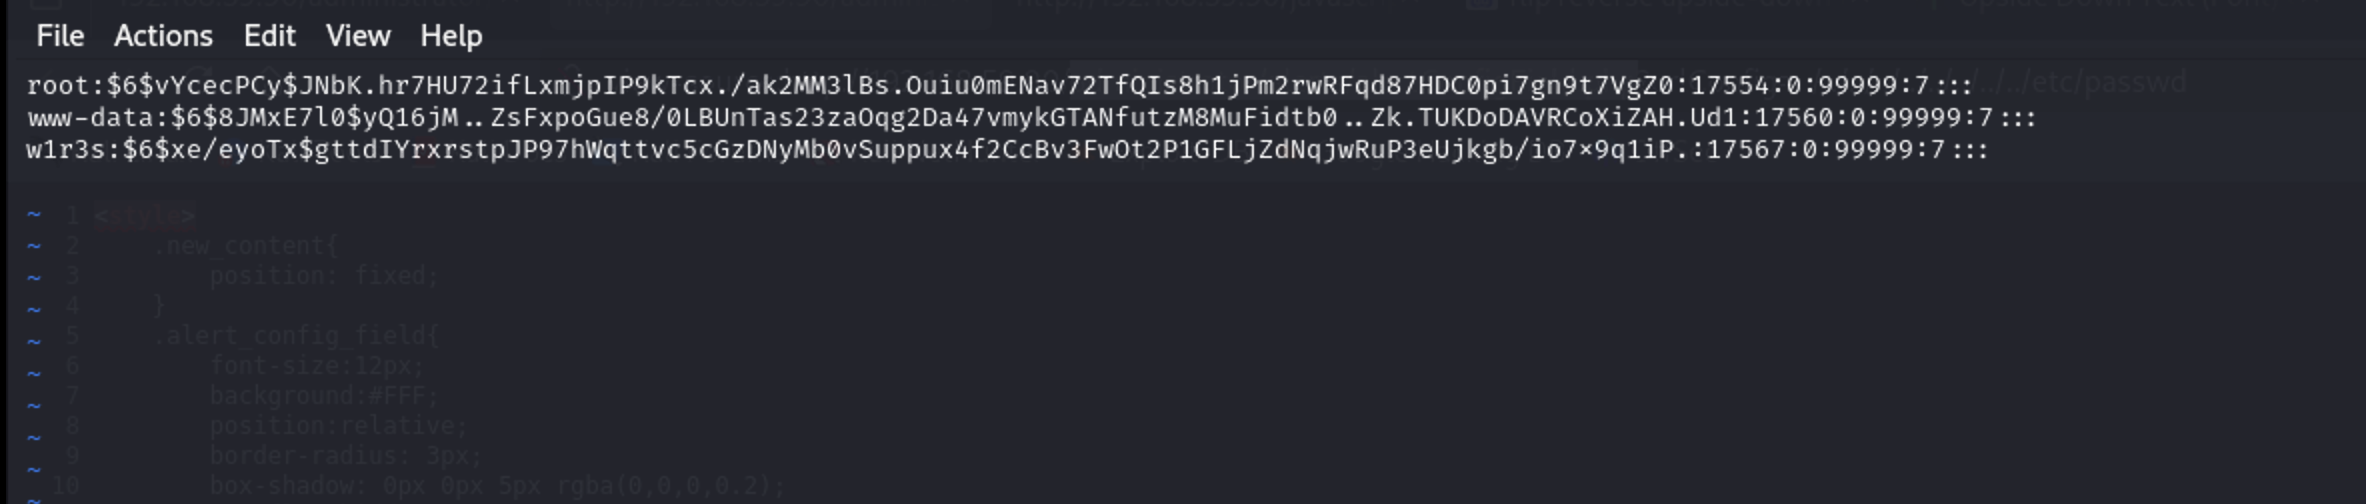 File Actions Edit View Help
root:$6$vYcecPCy$JNbK.hr7HU72ifLxmjpIP9kTcx./ak2MM3lBs.Ouiu0mENav72TfQIs8h1jPm2rwRFqd87HDC0pi7gn9t7VgZ0:17554:0:99999:7:::
www-data:$6$8JMxE7l0$yQ16jM..ZsFxpoGue8/0LBUnTas23zaOqg2Da47vmykGTANfutzM8MuFidtb0..Zk.TUKDoDAVRCoXiZAH.Ud1:17560:0:99999:7:::
w1r3s:$6$xe/eyoTx$gttdIYrxrstpJP97hWqttvc5cGzDNyMb0vSuppux4f2CcBv3FwOt2P1GFLjZdNqjwRuP3eUjkgb/io7x9q1iP.:17567:0:99999:7:::
../../etc/passwd
~ 1 <style>
~ 2 .new_content{
~ 3 position: fixed;
~ 4 }
~ 5 .alert_config_field{
~ 6 font-size:12px;
~ 7 background:#FFF;
~ 8 position:relative;
~ 9 border-radius: 3px;
~ 10 box-shadow: 0px 0px 5px rgba(0,0,0,0.2);